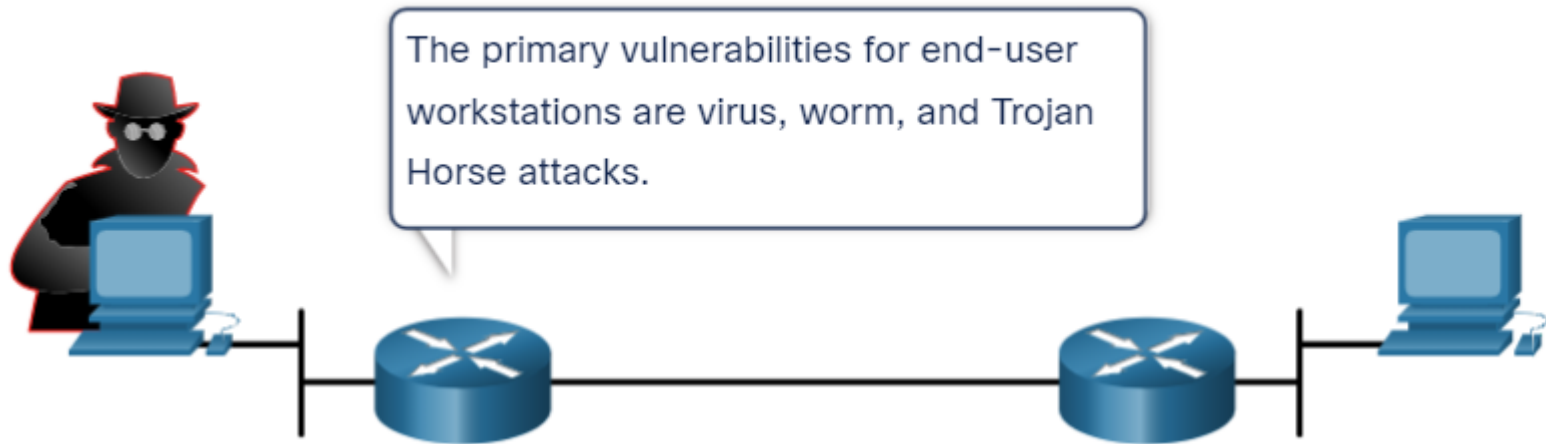 The primary vulnerabilities for end-user
workstations are virus, worm, and Trojan
Horse attacks.